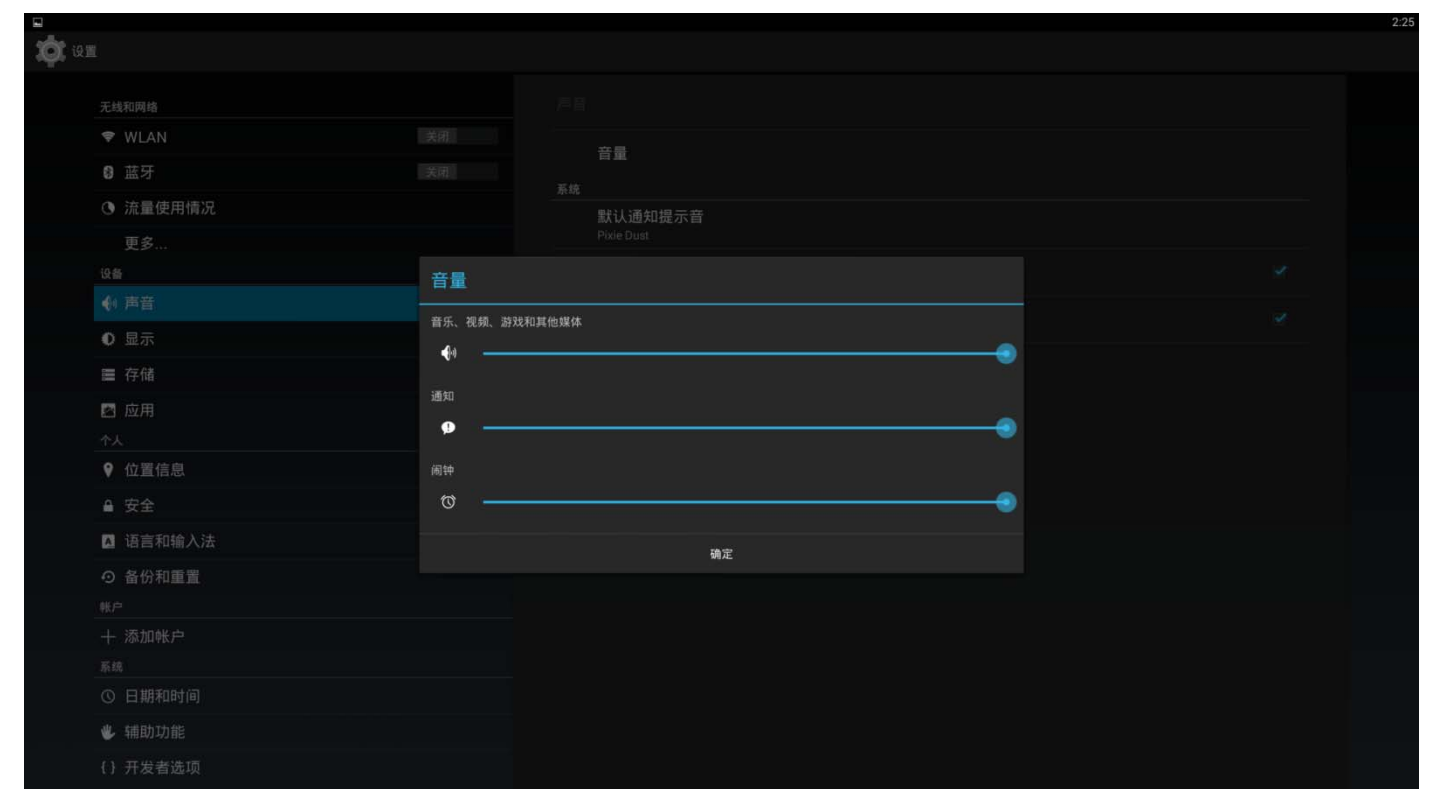 2:25
设置
无线和网络
WLAN 关闭
蓝牙 关闭
流量使用情况
更多...
设备
声音
显示
存储
应用
个人
位置信息
安全
语言和输入法
备份和重置
帐户
添加帐户
系统
日期和时间
辅助功能
{ } 开发者选项
声音
音量
系统
默认通知提示音
Pixie Dust
音量
音乐、视频、游戏和其他媒体
通知
闹钟
确定